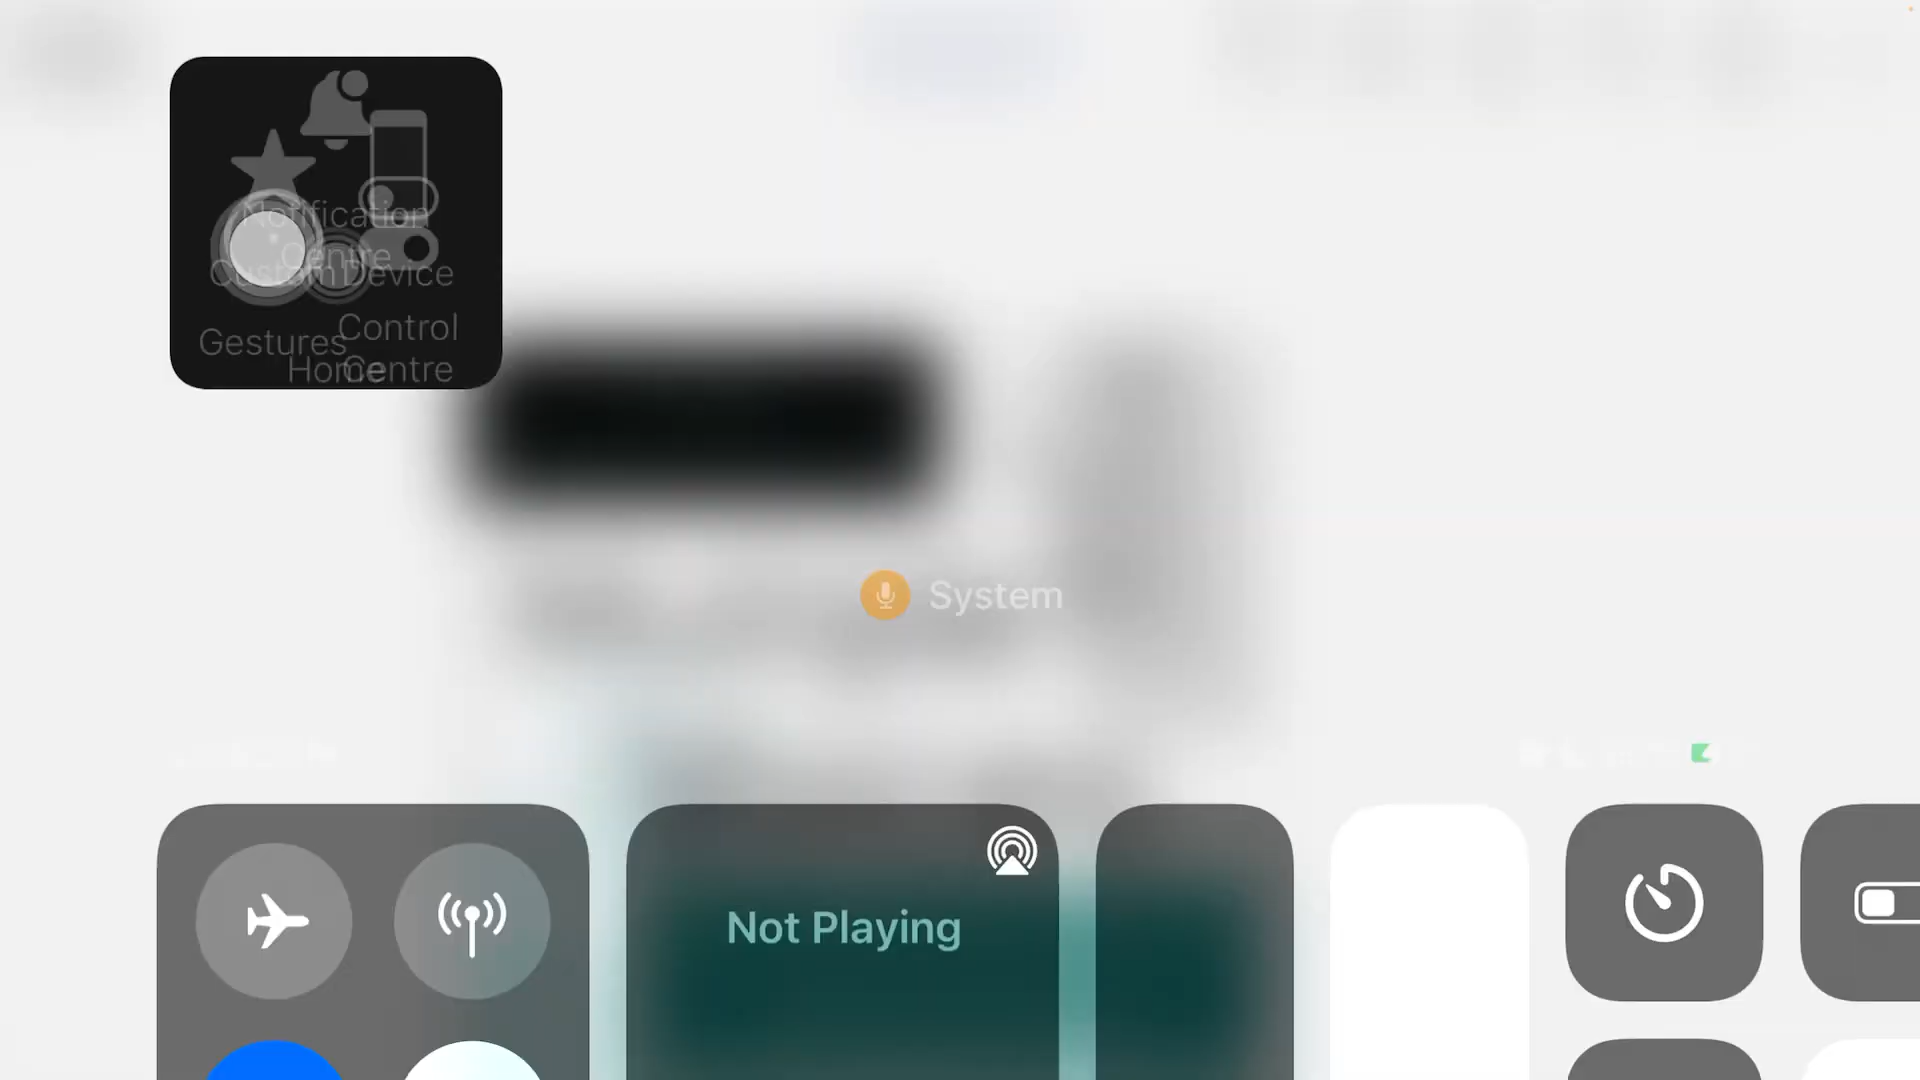 Notification
Centre
Custom
Device
Control
Centre
Gestures
Home
System
Not Playing